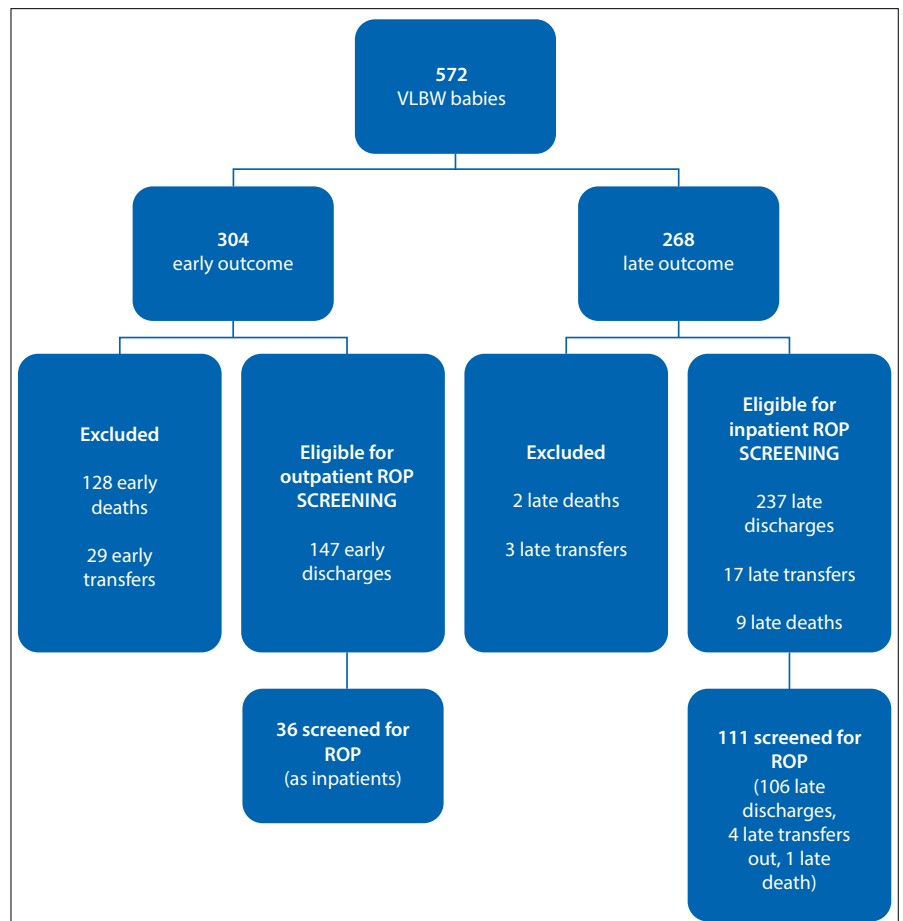 572
VLBW babies
304
early outcome
268
late outcome
Excluded
128 early
deaths
29 early
transfers
Eligible for
outpatient ROP
SCREENING
147 early
discharges
Excluded
2 late deaths
3 late transfers
Eligible for
inpatient ROP
SCREENING
237 late
discharges
17 late transfers
9 late deaths
36 screened for
ROP
(as inpatients)
111 screened for
ROP
(106 late
discharges,
4 late transfers
out, 1 late
death)